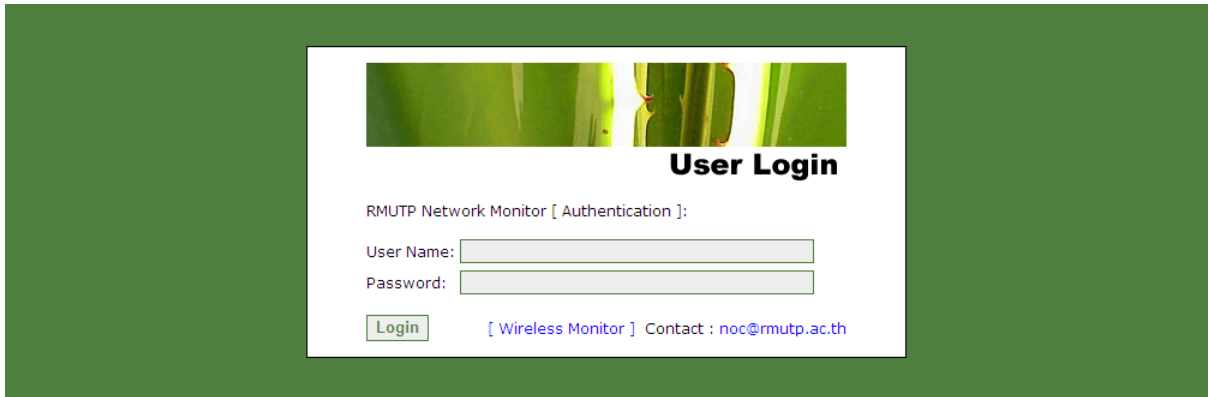 User Login
RMUTP Network Monitor [ Authentication ]:
User Name:
Password:
Login [ Wireless Monitor ] Contact : noc@rmutp.ac.th